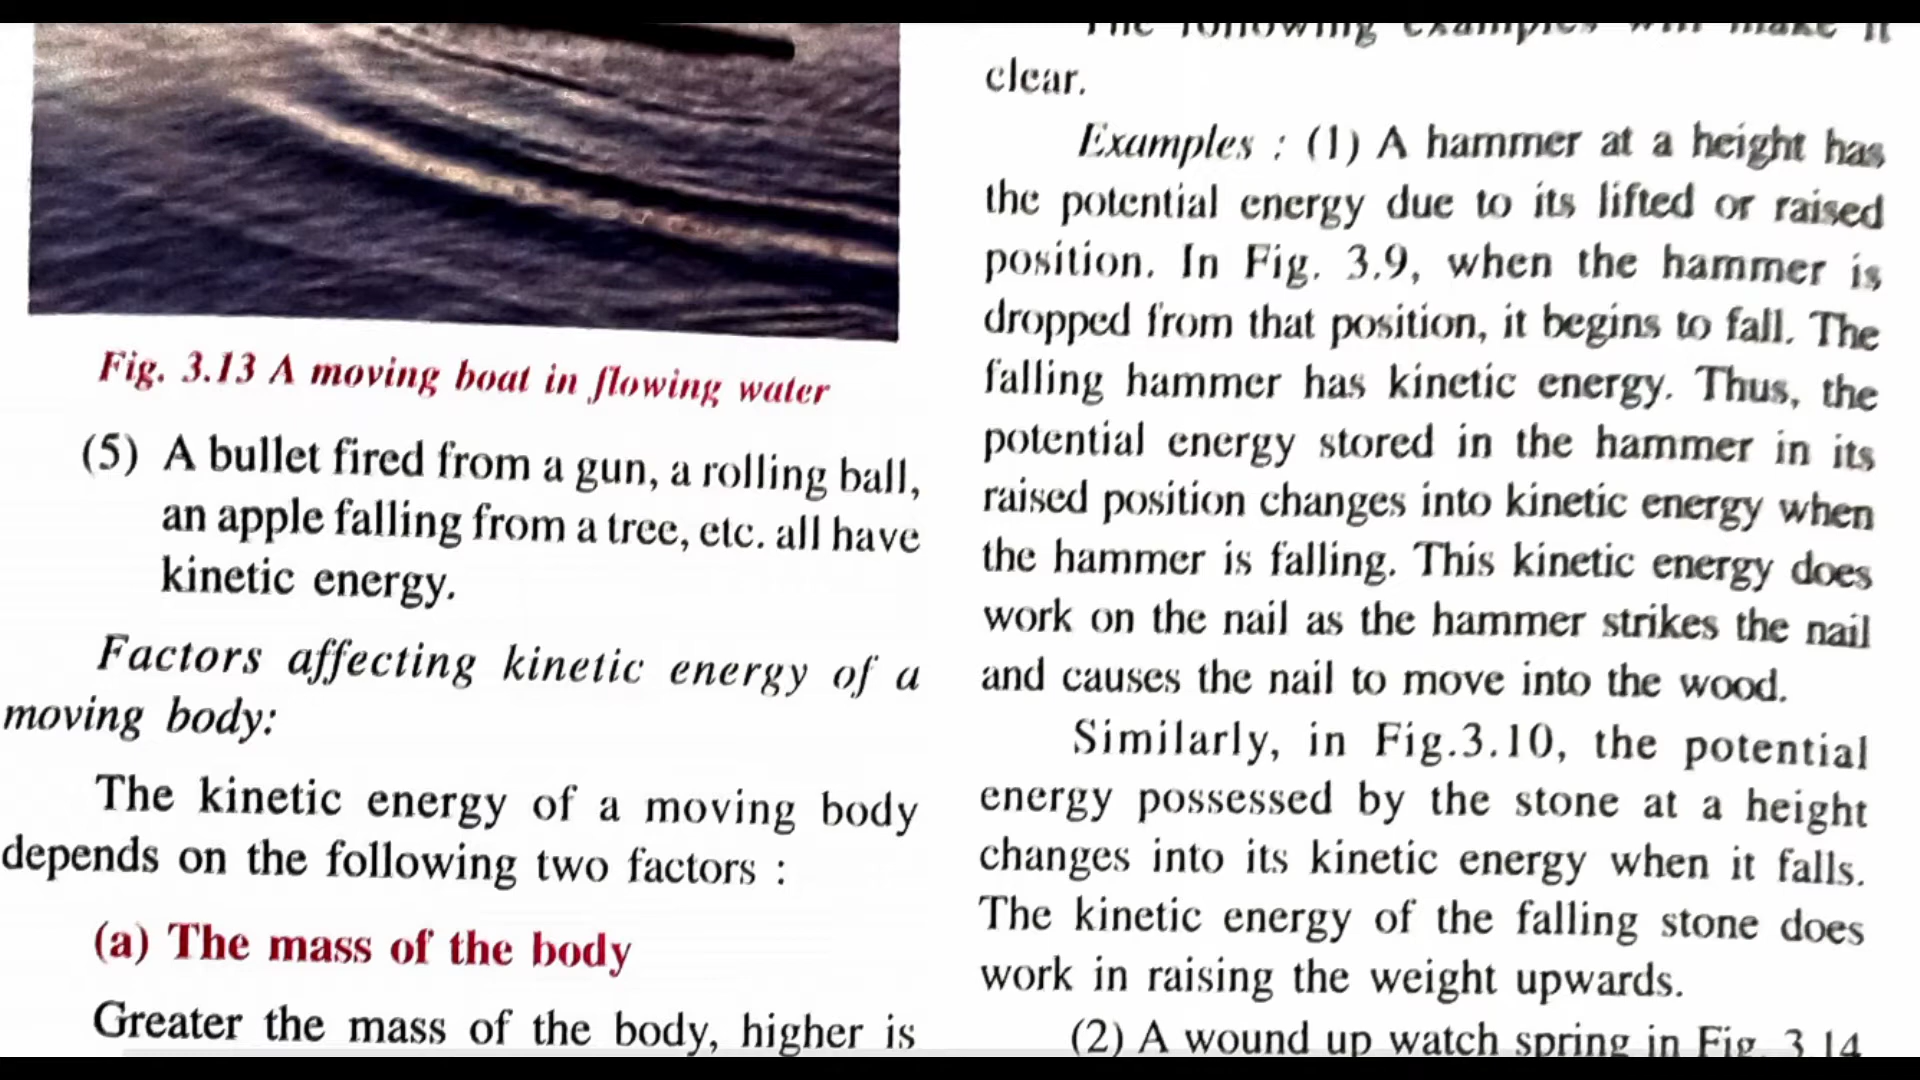 Fig. 3.13 A moving boat in flowing water
(5) A bullet fired from a gun, a rolling ball,
an apple falling from a tree, etc. all have
kinetic energy.
Factors affecting kinetic energy of a
moving body:
The kinetic energy of a moving body
depends on the following two factors :
(a) The mass of the body
Greater the mass of the body, higher is
The following examples will make it
clear.
Examples : (1) A hammer at a height has
the potential energy due to its lifted or raised
position. In Fig. 3.9, when the hammer is
dropped from that position, it begins to fall. The
falling hammer has kinetic energy. Thus, the
potential energy stored in the hammer in its
raised position changes into kinetic energy when
the hammer is falling. This kinetic energy does
work on the nail as the hammer strikes the nail
and causes the nail to move into the wood.
Similarly, in Fig.3.10, the potential
energy possessed by the stone at a height
changes into its kinetic energy when it falls.
The kinetic energy of the falling stone does
work in raising the weight upwards.
(2) A wound up watch spring in Fig. 3.14